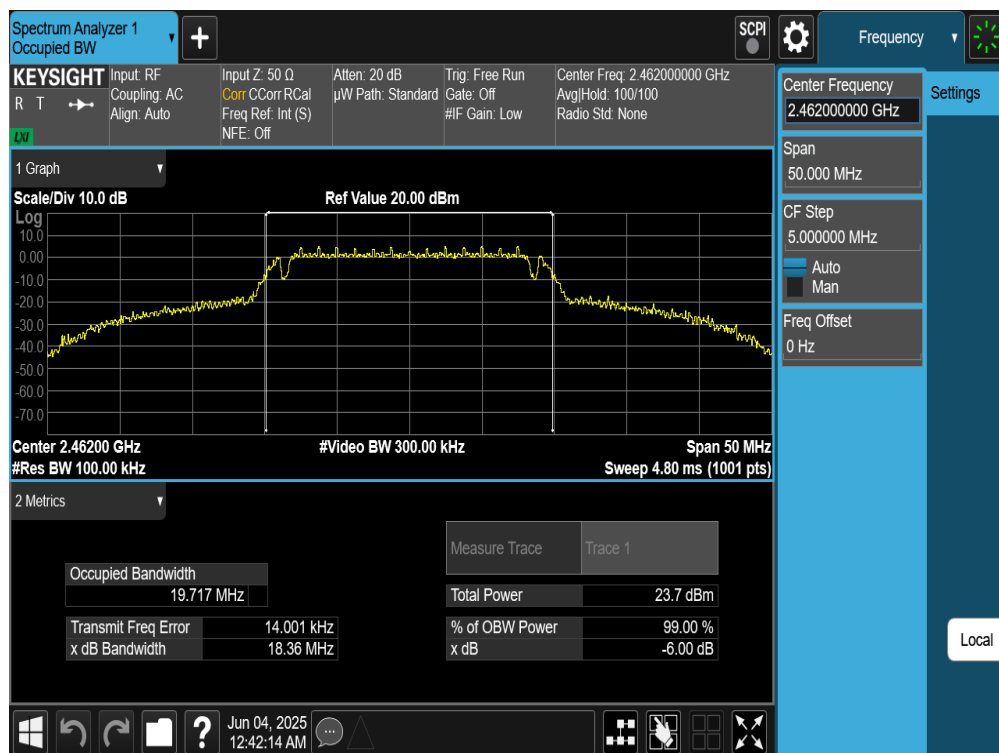 Spectrum Analyzer 1
Occupied BW
+
SCPI
Frequency
KEYSIGHT
R T
LXI
Input: RF
Coupling: AC
Align: Auto
Input Z: 50 Ω
Corr CCorr RCal
Freq Ref: Int (S)
NFE: Off
Atten: 20 dB
µW Path: Standard
Trig: Free Run
Gate: Off
#IF Gain: Low
Center Freq: 2.462000000 GHz
Avg|Hold: 100/100
Radio Std: None
Center Frequency
2.462000000 GHz
Settings
Span
50.000 MHz
CF Step
5.000000 MHz
Auto
Man
Freq Offset
0 Hz
Local
1 Graph
Scale/Div 10.0 dB
Ref Value 20.00 dBm
Log
10.0
0.00
-10.0
-20.0
-30.0
-40.0
-50.0
-60.0
-70.0
Center 2.46200 GHz
#Video BW 300.00 kHz
Span 50 MHz
#Res BW 100.00 kHz
Sweep 4.80 ms (1001 pts)
2 Metrics
Measure Trace Trace 1
Occupied Bandwidth
19.717 MHz
Total Power 23.7 dBm
Transmit Freq Error 14.001 kHz
% of OBW Power 99.00 %
x dB Bandwidth 18.36 MHz
x dB -6.00 dB
?
Jun 04, 2025
12:42:14 AM